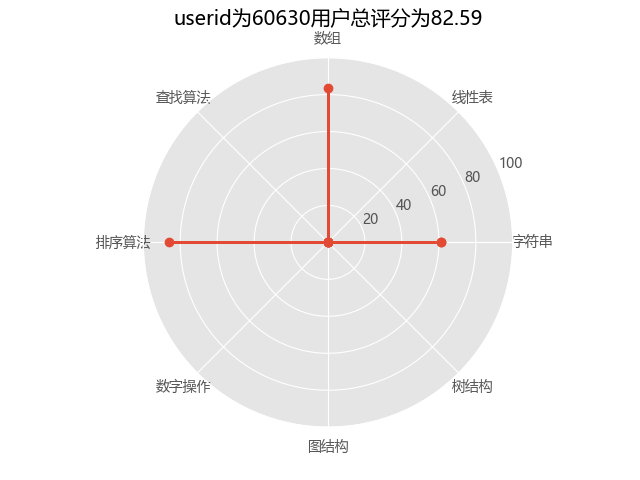 userid为60630用户总评分为82.59
数组
查找算法
线性表
100
80
60
40
20
排序算法
字符串
数字操作
树结构
图结构